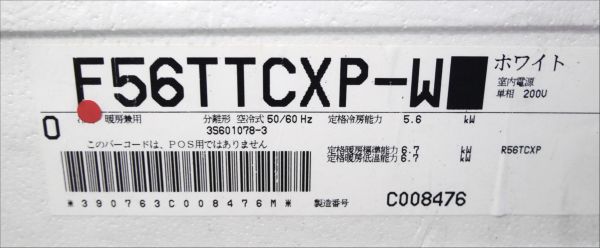 F56TTCXP-W■ ホワイト
室内電源
単相 200V
0
暖房兼用 分離形 空冷式 50/60 Hz 定格冷房能力 5.6 kW
3S601078-3
このバーコードは、POS用ではありません
定格暖房標準能力 6.7 kW R56TCXP
定格暖房低温能力 6.7 kW
*390763C008476M* 製造番号 C008476